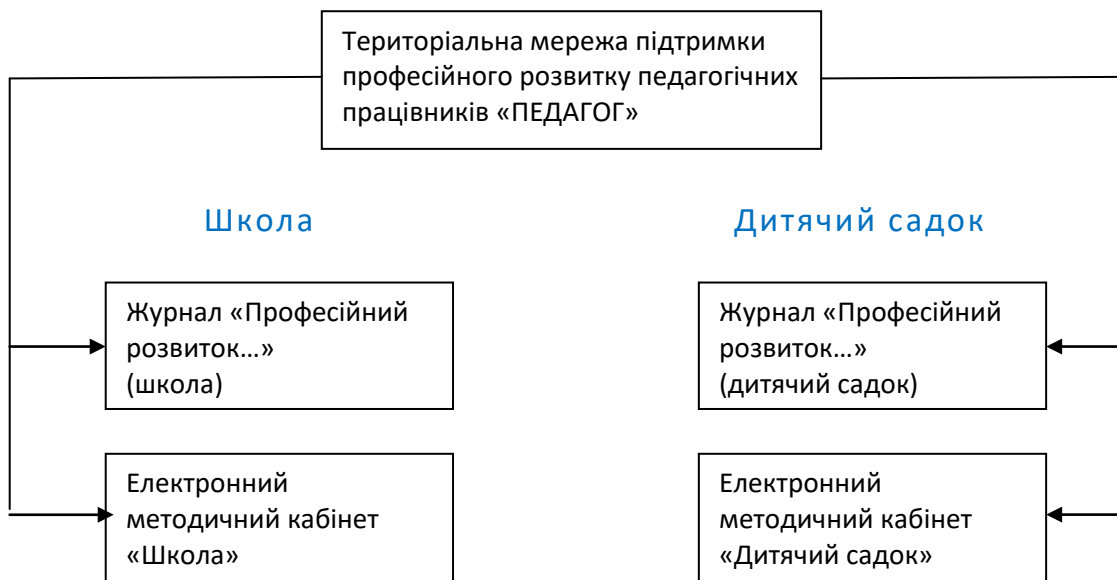 Територіальна мережа підтримки
професійного розвитку педагогічних
працівників «ПЕДАГОГ»
Школа
Дитячий садок
Журнал «Професійний
розвиток…»
(школа)
Журнал «Професійний
розвиток…»
(дитячий садок)
Електронний
методичний кабінет
«Школа»
Електронний
методичний кабінет
«Дитячий садок»